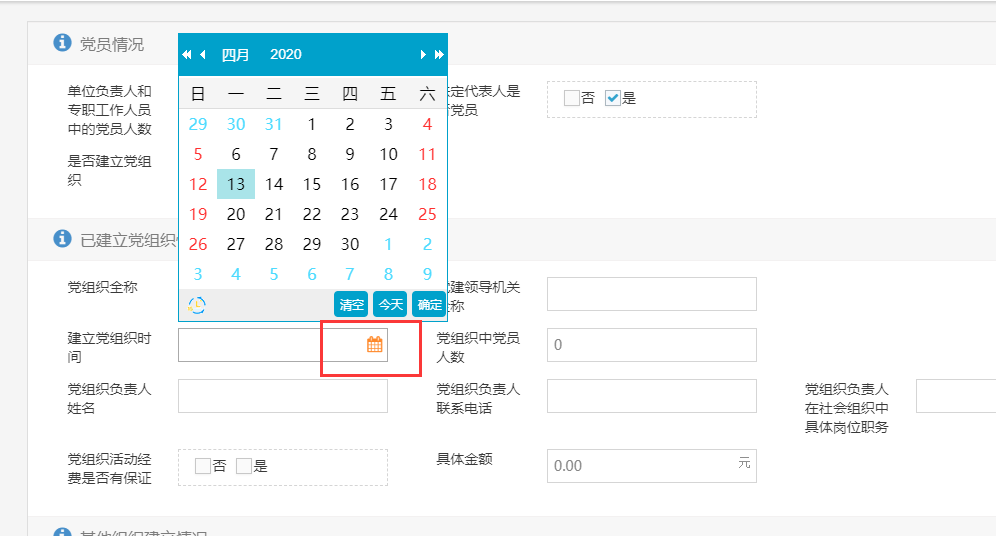 党员情况
四月 2020
日 一 二 三 四 五 六
29 30 31 1 2 3 4
5 6 7 8 9 10 11
12 13 14 15 16 17 18
19 20 21 22 23 24 25
26 27 28 29 30 1 2
3 4 5 6 7 8 9
清空 今天 确定
单位负责人和
专职工作人员
中的党员人数
定代表人是
党员
否 是
是否建立党组
织
已建立党组织
党组织全称
建领导机关
称
建立党组织时
间
党组织中党员
人数
0
党组织负责人
姓名
党组织负责人
联系电话
党组织负责人
在社会组织中
具体岗位职务
党组织活动经
费是否有保证
否 是
具体金额
0.00 元
其他组织建立情况